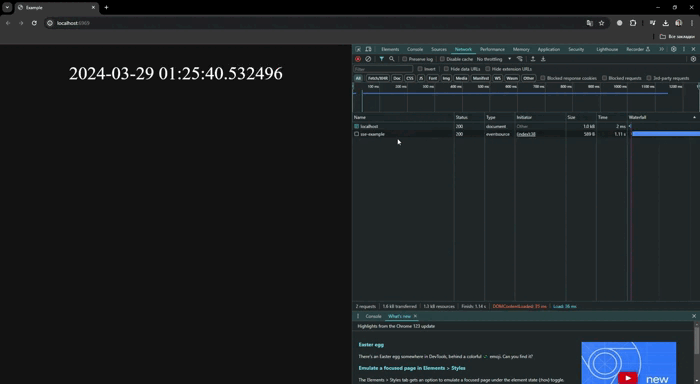 Example
localhost:8989
Все закладки
2024-03-29 01:25:40.532496
Elements Console Sources Network Performance Memory Application Security Lighthouse Recorder
Preserve log Disable cache No throttling
Filter Invert Hide data URLs Hide extension URLs
All Fetch/XHR Doc CSS JS Font Img Media Manifest WS Wasm Other Blocked response cookies Blocked requests 3rd-party requests
100 ms 200 ms 300 ms 400 ms 500 ms 600 ms 700 ms 800 ms 900 ms 1000 ms 1100 ms
Name Status Type Initiator Size Time Waterfall
localhost 200 document Other 1.0 kB 2 ms
sse-example 200 eventsource (index):31 589 B 1.11 s
2 requests 1.6 kB transferred 1.3 kB resources Finish: 1.14 s DOMContentLoaded: 35 ms Load: 36 ms
Console What's new
Highlights from the Chrome 123 update
Easter egg
There's an Easter egg somewhere in DevTools, behind a colorful emoji. Can you find it?
Emulate a focused page in Elements > Styles
The Elements > Styles tab gets an option to emulate a focused page under the element state (:hov) toggle.
new